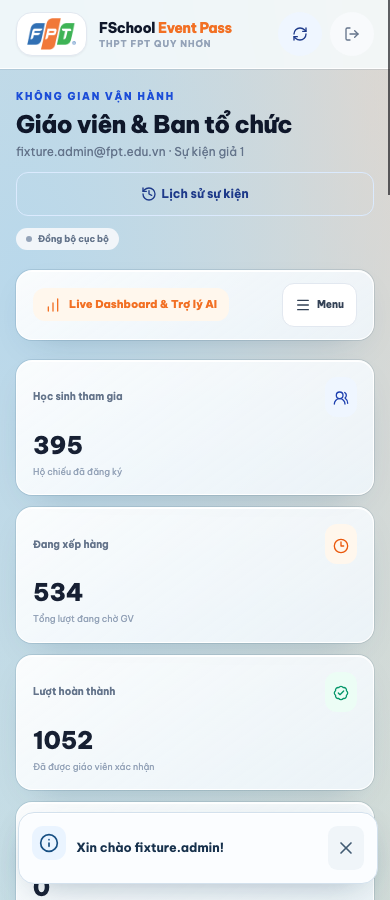 FPT
FSchool Event Pass
THPT FPT QUY NHƠN
KHÔNG GIAN VẬN HÀNH
Giáo viên & Ban tổ chức
fixture.admin@fpt.edu.vn · Sự kiện giả 1
Lịch sử sự kiện
Đồng bộ cục bộ
Live Dashboard & Trợ lý AI
Menu
Học sinh tham gia
395
Hộ chiếu đã đăng ký
Đang xếp hàng
534
Tổng lượt đang chờ GV
Lượt hoàn thành
1052
Đã được giáo viên xác nhận
Xin chào fixture.admin!
0